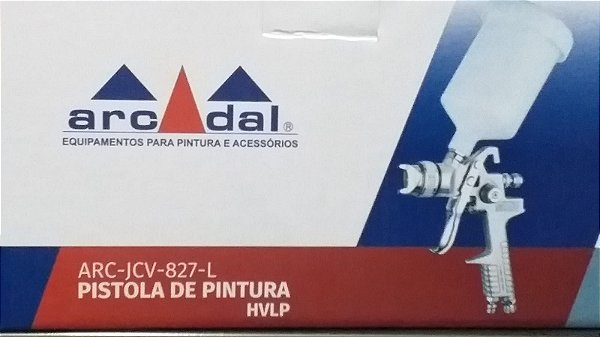 arcAdal®
EQUIPAMENTOS PARA PINTURA E ACESSÓRIOS
ARC-JCV-827-L
PISTOLA DE PINTURA
HVLP